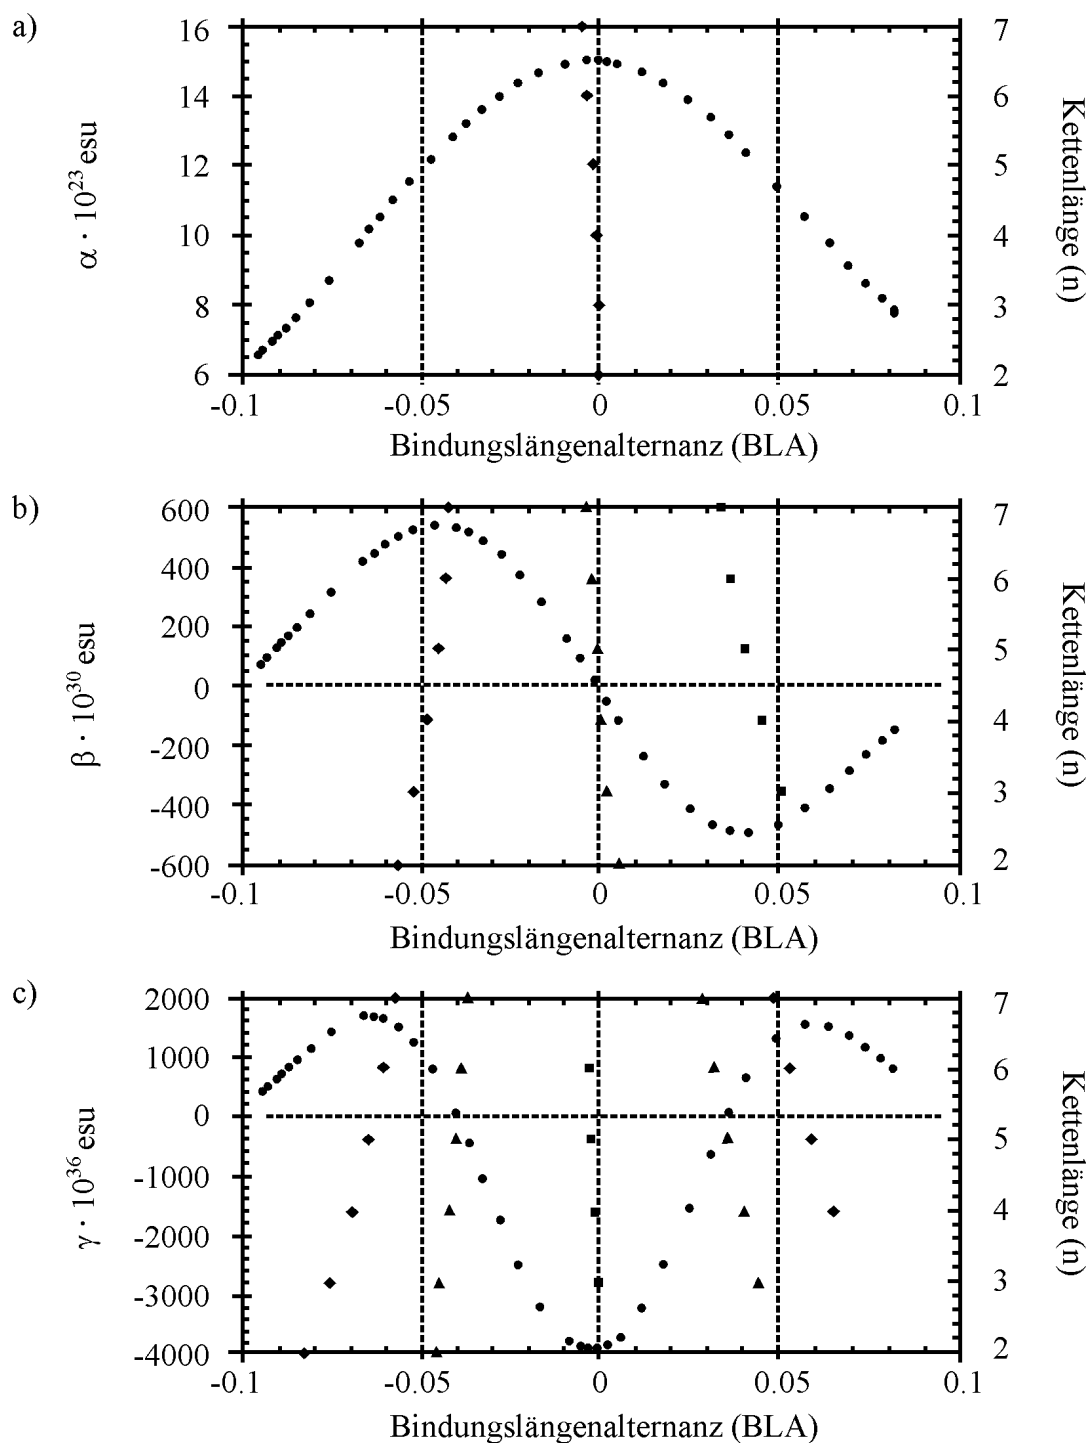 a)
16
14
12
10
8
6
α · 10²³ esu
7
6
5
4
3
2
Kettenlänge (n)
-0.1 -0.05 0 0.05 0.1
Bindungslängenalternanz (BLA)
b)
600
400
200
0
-200
-400
-600
β · 10³⁰ esu
7
6
5
4
3
2
Kettenlänge (n)
-0.1 -0.05 0 0.05 0.1
Bindungslängenalternanz (BLA)
c)
2000
1000
0
-1000
-2000
-3000
-4000
γ · 10³⁶ esu
7
6
5
4
3
2
Kettenlänge (n)
-0.1 -0.05 0 0.05 0.1
Bindungslängenalternanz (BLA)